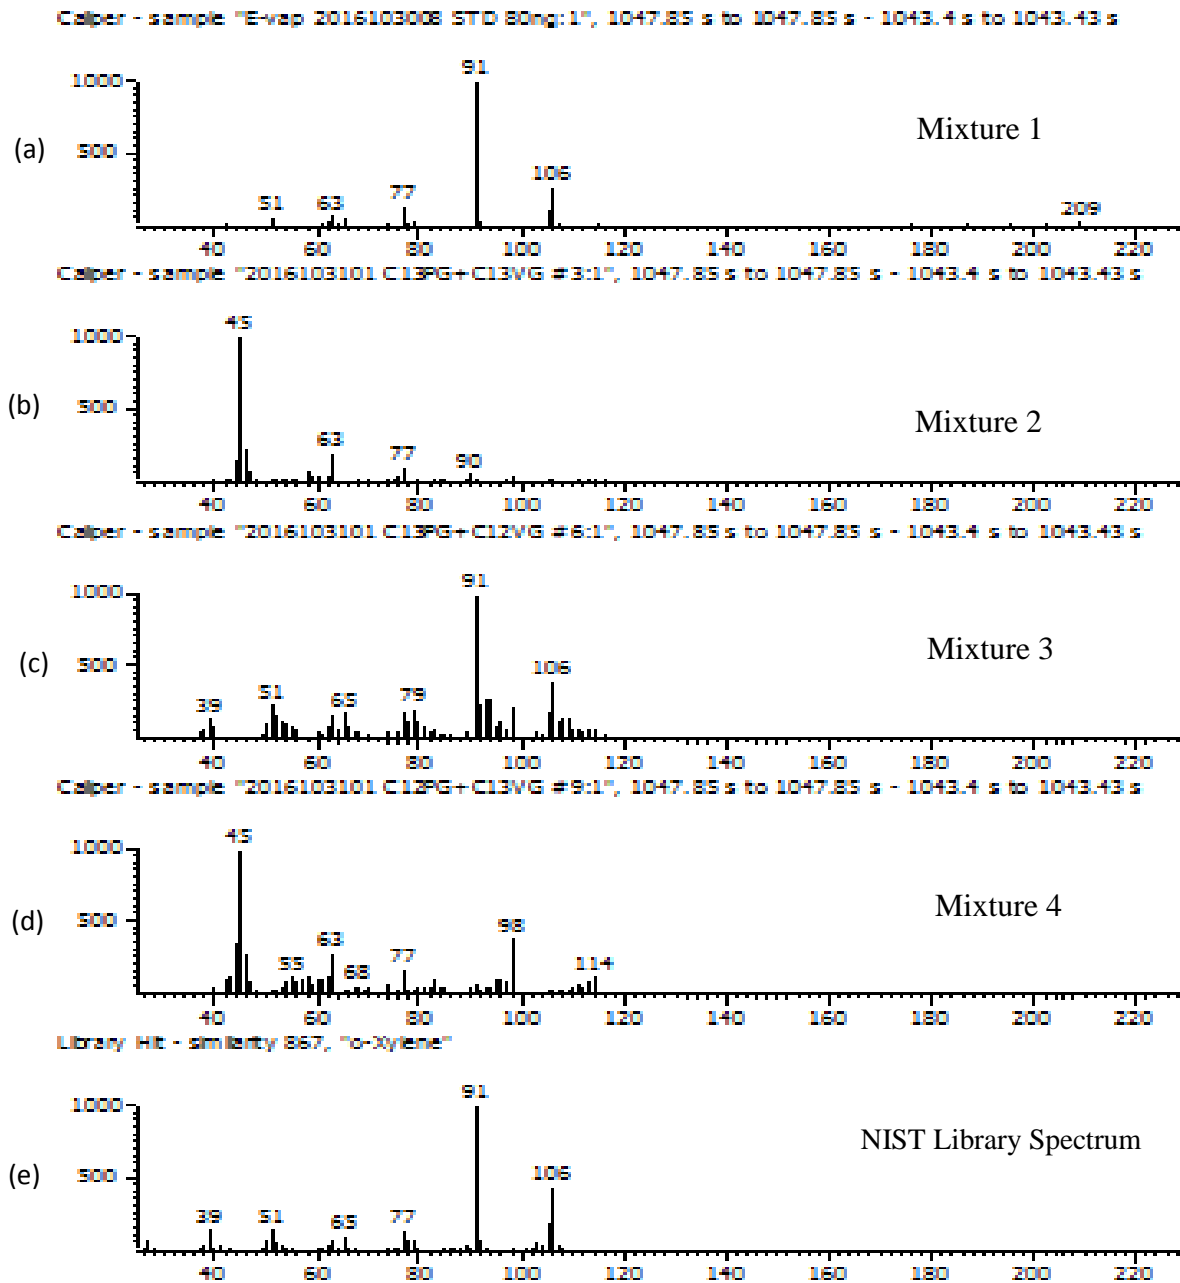 Caliper - sample "E-vap 2016103008 STD 80ng:1", 1047.85 s to 1047.85 s - 1043.4 s to 1043.43 s
91
1000
Mixture 1
(a)
500
106
77
51
63
209
40 60 80 100 120 140 160 180 200 220
Caliper - sample "2016103101 C13PG+C13VG #3:1", 1047.85 s to 1047.85 s - 1043.4 s to 1043.43 s
45
1000
(b)
500
Mixture 2
63
77
90
40 60 80 100 120 140 160 180 200 220
Caliper - sample "2016103101 C13PG+C12VG #6:1", 1047.85 s to 1047.85 s - 1043.4 s to 1043.43 s
91
1000
Mixture 3
(c)
500
106
39
51
65
79
40 60 80 100 120 140 160 180 200 220
Caliper - sample "2016103101 C12PG+C13VG #9:1", 1047.85 s to 1047.85 s - 1043.4 s to 1043.43 s
45
1000
Mixture 4
(d)
500
98
63
55
68
77
114
40 60 80 100 120 140 160 180 200 220
Library Hit - similarity 867, "o-Xylene"
91
1000
NIST Library Spectrum
(e)
500
106
39
51
65
77
40 60 80 100 120 140 160 180 200 220